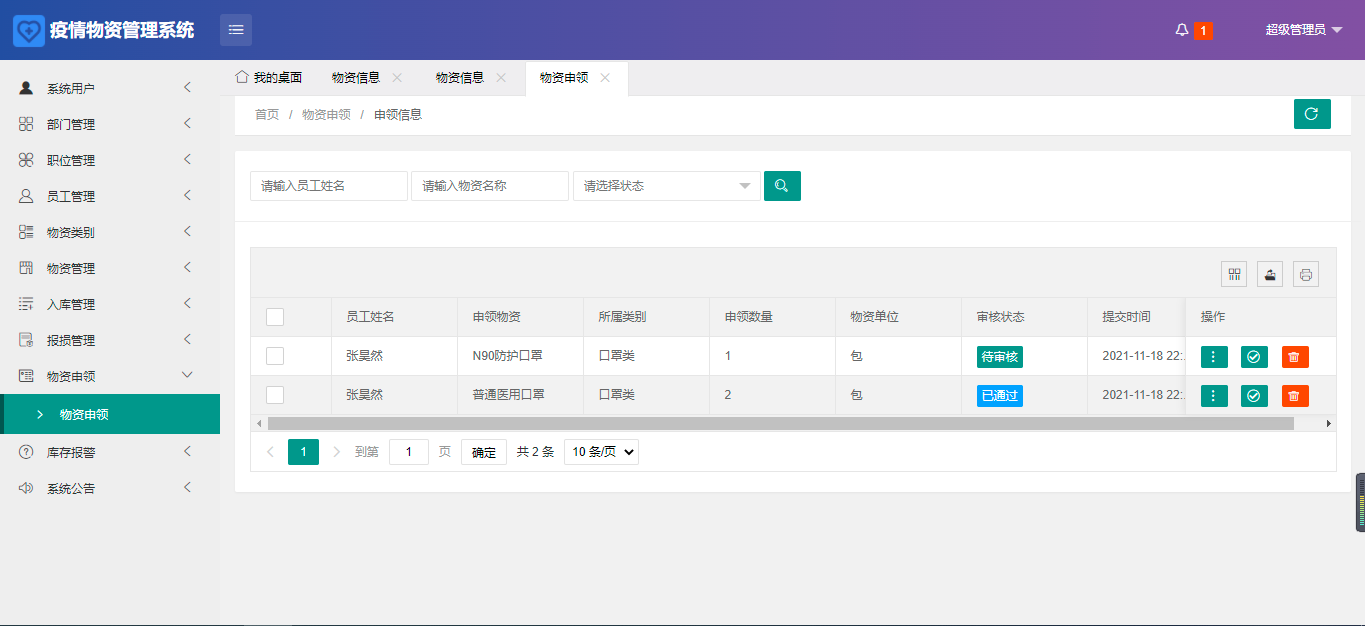 疫情物资管理系统
1
超级管理员
系统用户
部门管理
职位管理
员工管理
物资类别
物资管理
入库管理
报损管理
物资申领
物资申领
库存报警
系统公告
我的桌面 物资信息 物资信息 物资申领
首页 / 物资申领 / 申领信息
请输入员工姓名 请输入物资名称 请选择状态
员工姓名 申领物资 所属类别 申领数量 物资单位 审核状态 提交时间 操作
张昊然 N90防护口罩 口罩类 1 包 待审核 2021-11-18 22:
张昊然 普通医用口罩 口罩类 2 包 已通过 2021-11-18 22:
1 到第 1 页 确定 共 2 条 10 条/页